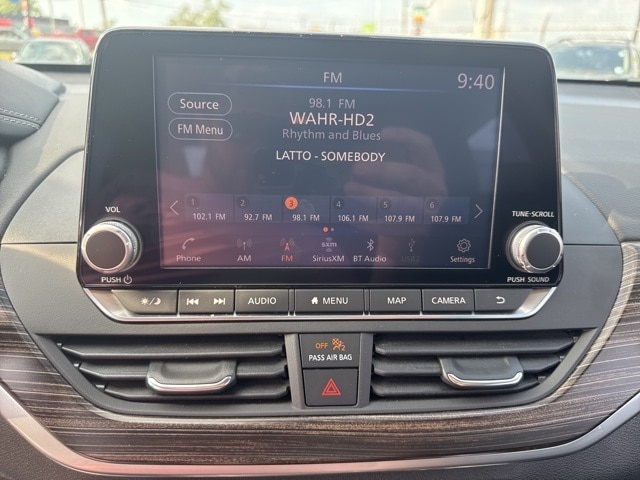 FM
9:40
Source
98.1 FM
WAHR-HD2
FM Menu
Rhythm and Blues
LATTO - SOMEBODY
1 2 3 4 5 6
102.1 FM 92.7 FM 98.1 FM 106.1 FM 107.9 FM 107.9 FM
VOL
TUNE-SCROLL
sxm
Phone AM FM SiriusXM BT Audio USB2 Settings
PUSH
PUSH SOUND
AUDIO MENU MAP CAMERA
OFF 2
PASS AIR BAG